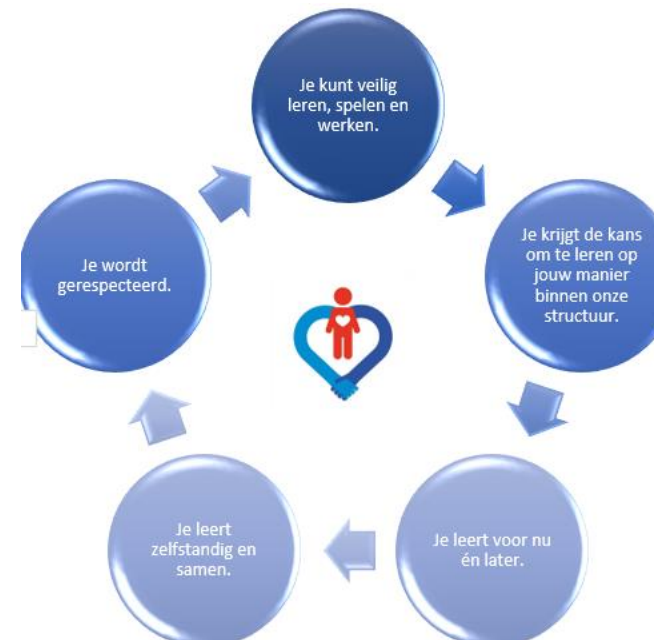 Je kunt veilig
leren, spelen en
werken.
Je krijgt de kans
om te leren op
jouw manier
binnen onze
structuur.
Je leert voor nu
én later.
Je leert
zelfstandig en
samen.
Je wordt
gerespecteerd.